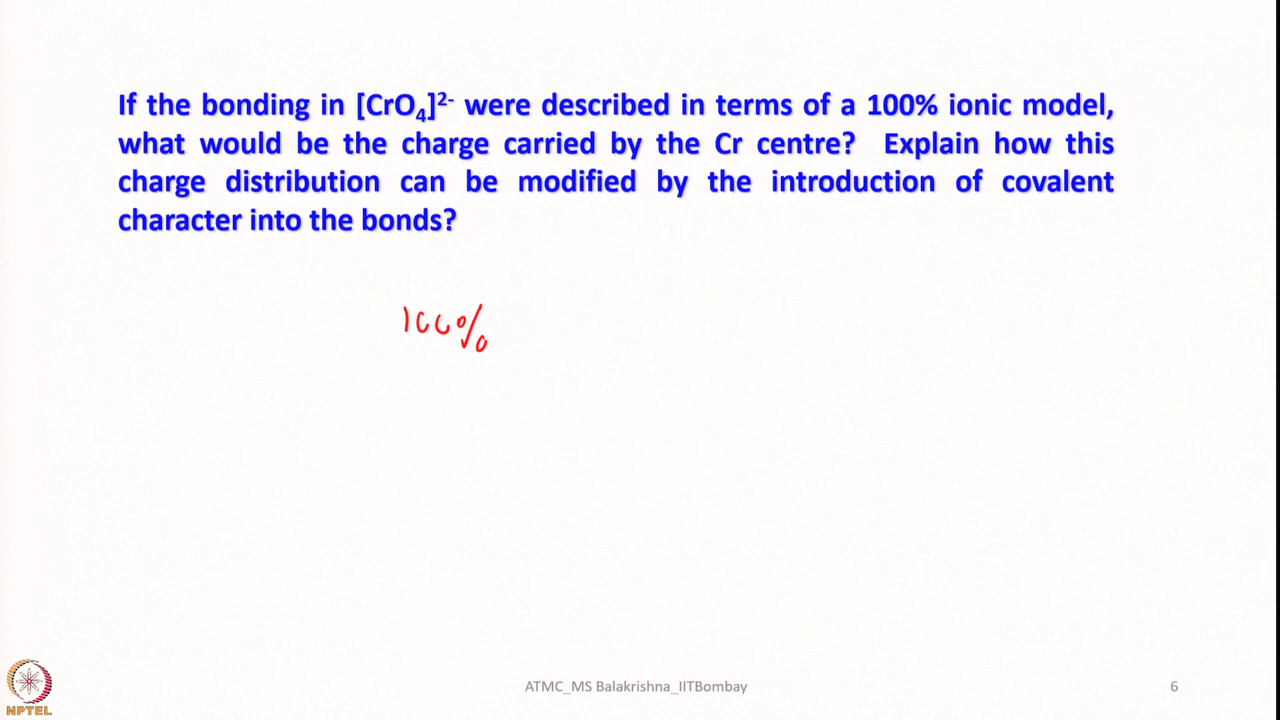 If the bonding in [CrO₄]²⁻ were described in terms of a 100% ionic model,
what would be the charge carried by the Cr centre? Explain how this
charge distribution can be modified by the introduction of covalent
character into the bonds?
100%
ATMC_MS Balakrishna_IITBombay
6
NPTEL